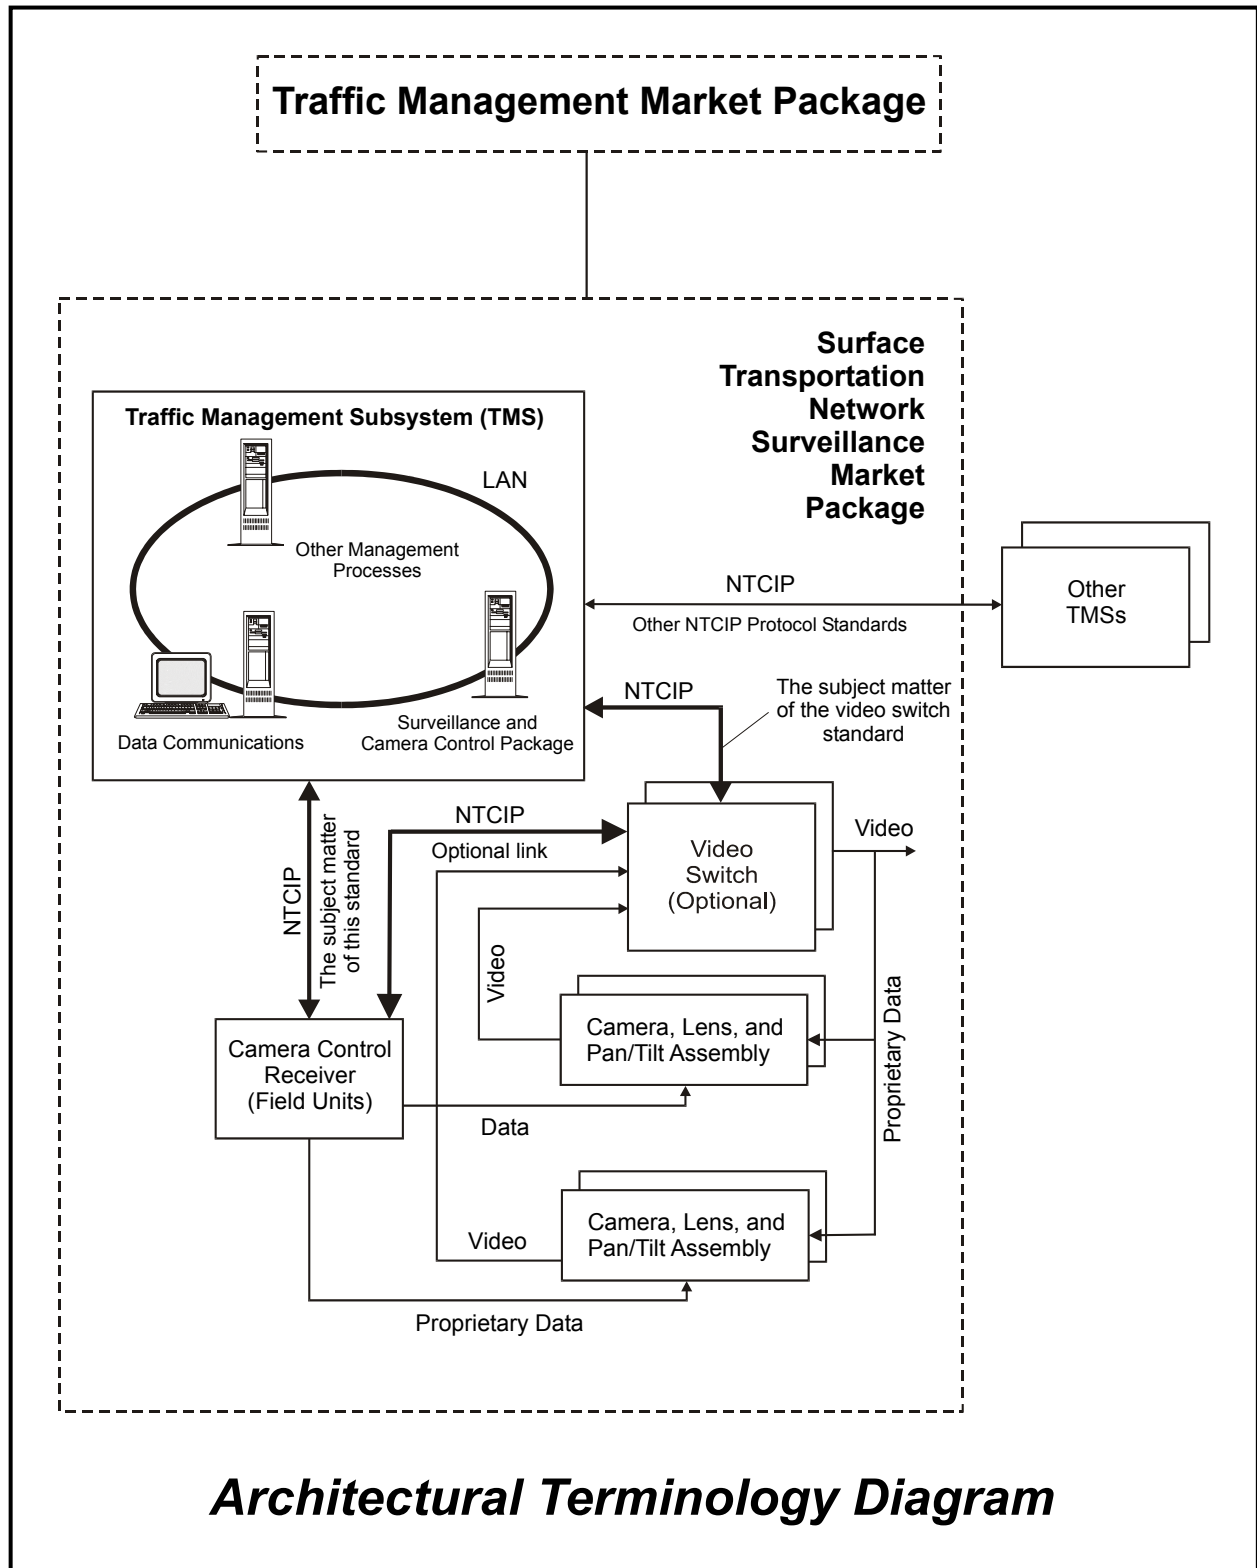 Traffic Management Market Package
Surface
Transportation
Network
Surveillance
Market
Package
Traffic Management Subsystem (TMS)
LAN
Other Management
Processes
Surveillance and
Camera Control Package
Data Communications
NTCIP
Other NTCIP Protocol Standards
Other
TMSs
NTCIP
The subject matter
of the video switch
standard
NTCIP
The subject matter
of this standard
NTCIP
Optional link
Video
Switch
(Optional)
Video
Video
Proprietary Data
Camera, Lens, and
Pan/Tilt Assembly
Camera Control
Receiver
(Field Units)
Data
Camera, Lens, and
Pan/Tilt Assembly
Video
Proprietary Data
Architectural Terminology Diagram